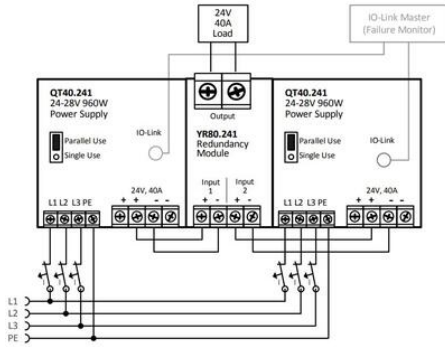 24V
40A
Load
IO-Link Master
(Failure Monitor)
QT40.241
24-28V 960W
Power Supply
IO-Link
Parallel Use
Single Use
24V, 40A
+ + - -
L1 L2 L3 PE
Output
YR80.241
Redundancy
Module
Input
1
Input
2
+ - + -
QT40.241
24-28V 960W
Power Supply
IO-Link
Parallel Use
Single Use
24V, 40A
+ + - -
L1 L2 L3 PE
L1
L2
L3
PE